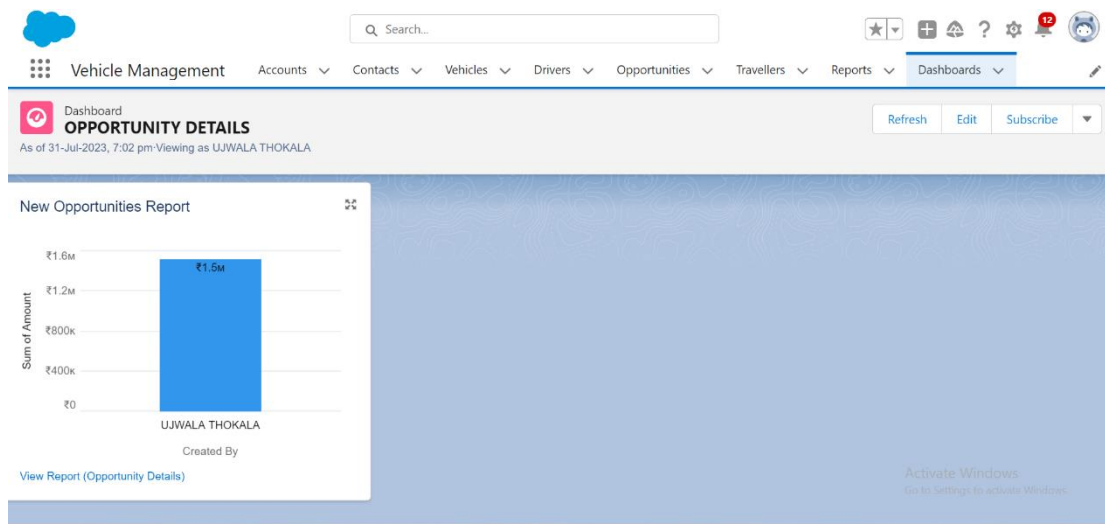 Search...
12
Vehicle Management Accounts Contacts Vehicles Drivers Opportunities Travellers Reports Dashboards
Dashboard
OPPORTUNITY DETAILS
Refresh Edit Subscribe
As of 31-Jul-2023, 7:02 pm·Viewing as UJWALA THOKALA
New Opportunities Report
₹1.6M
₹1.5M
₹1.2M
₹800K
₹400K
₹0
Sum of Amount
UJWALA THOKALA
Created By
View Report (Opportunity Details)
Activate Windows
Go to Settings to activate Windows.